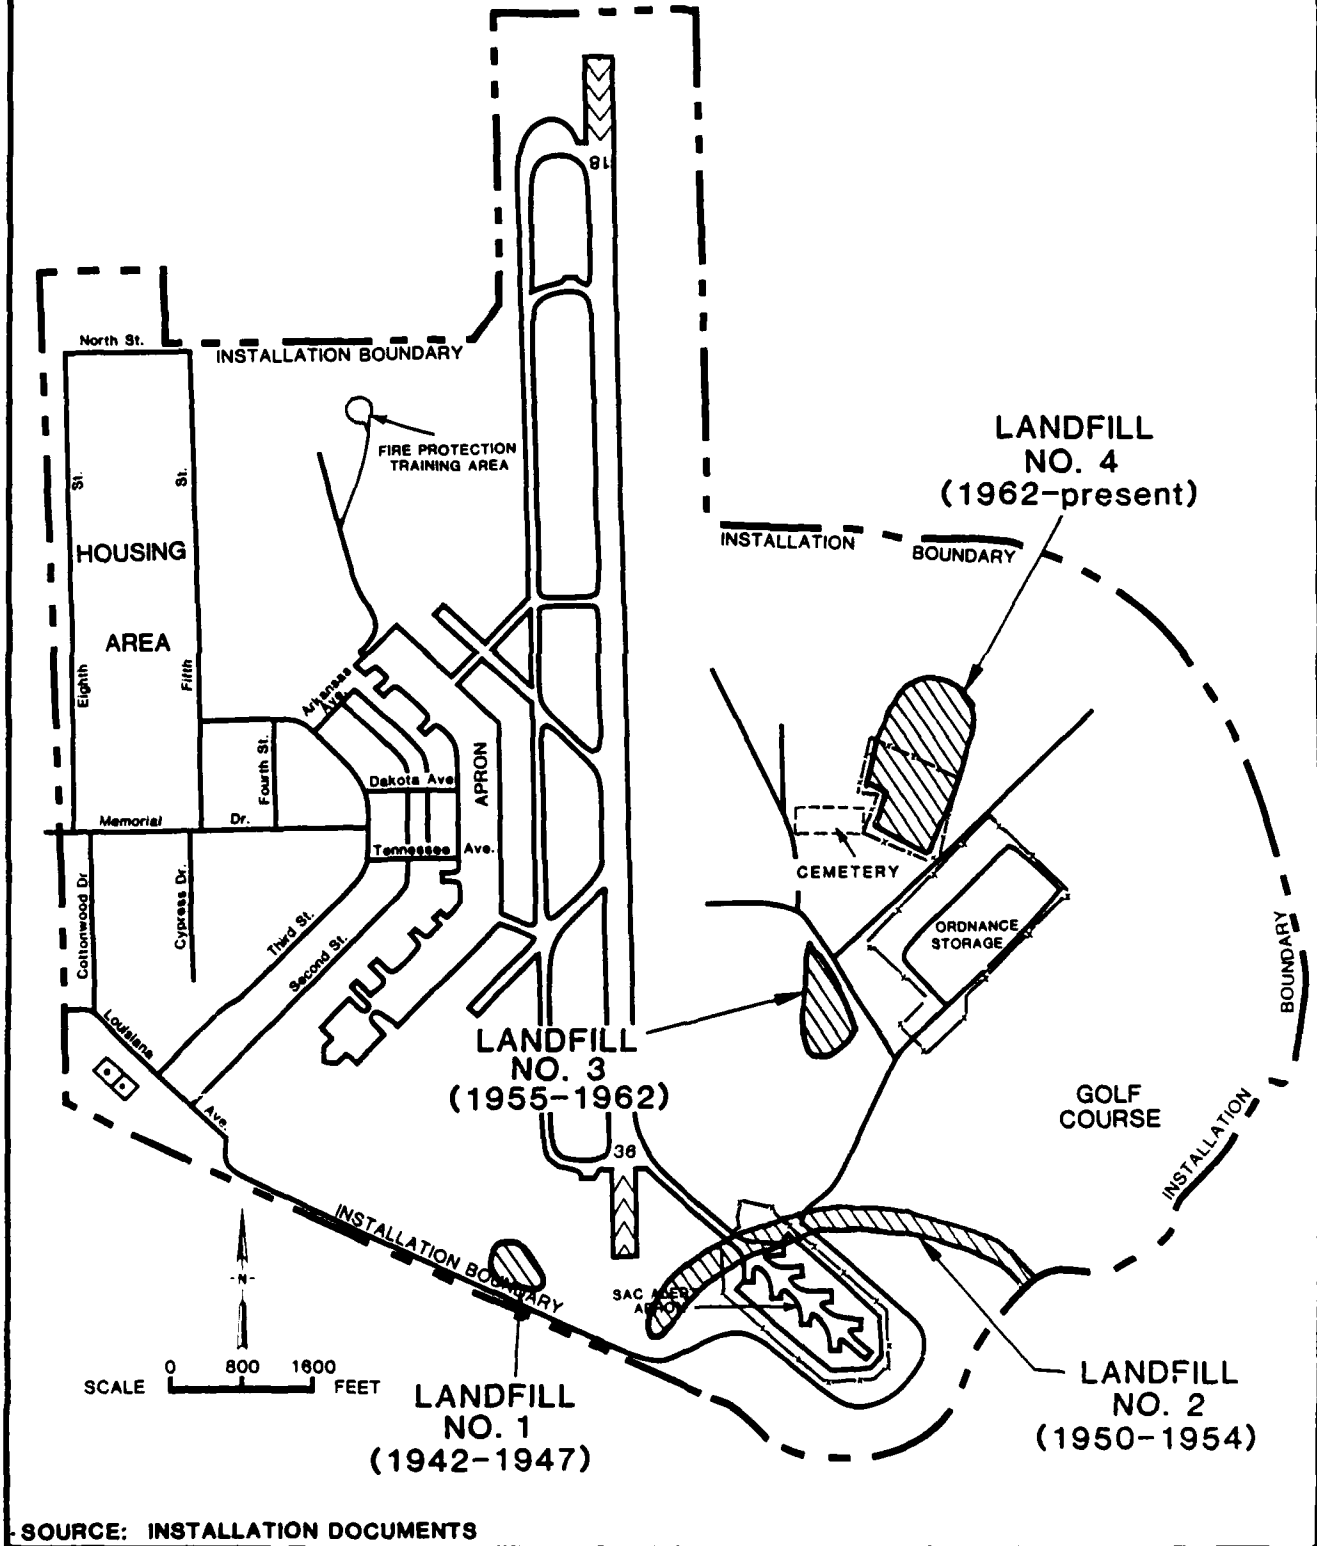 18
North St.
INSTALLATION BOUNDARY
FIRE PROTECTION
TRAINING AREA
LANDFILL
NO. 4
(1962-present)
INSTALLATION
BOUNDARY
St.
St.
HOUSING
AREA
Eighth
Fifth
Arkansas
Ave.
Fourth St.
Dakota Ave.
APRON
Memorial
Dr.
Tennessee
Ave.
CEMETERY
Cottonwood Dr
Cypress Dr.
Third St.
Second St.
ORDNANCE
STORAGE
BOUNDARY
Louisiana
Ave.
LANDFILL
NO. 3
(1955-1962)
GOLF
COURSE
INSTALLATION
36
INSTALLATION BOUNDARY
-N-
SAC ALERT
APRON
0 800 1600
SCALE
FEET
LANDFILL
NO. 1
(1942-1947)
LANDFILL
NO. 2
(1950-1954)
SOURCE: INSTALLATION DOCUMENTS